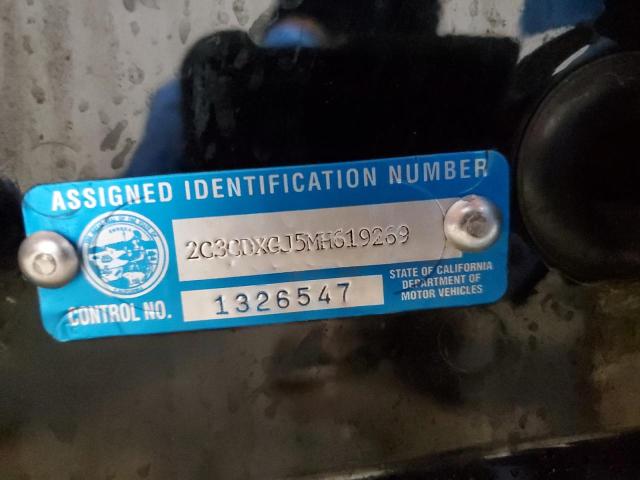 ASSIGNED IDENTIFICATION NUMBER
2C3CDXGJ5MH619269
CONTROL NO. 1326547
STATE OF CALIFORNIA
DEPARTMENT OF
MOTOR VEHICLES